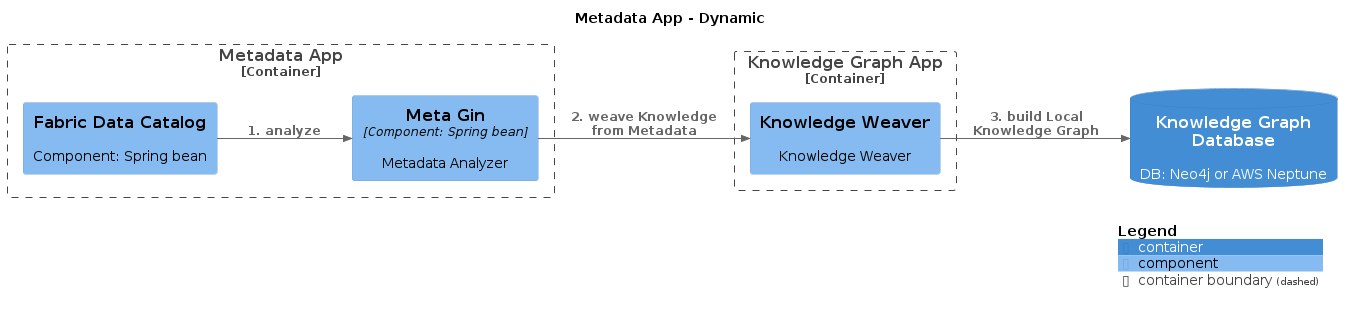 Metadata App - Dynamic
Metadata App
[Container]
Fabric Data Catalog
Component: Spring bean
1. analyze
Meta Gin
[Component: Spring bean]
Metadata Analyzer
2. weave Knowledge
from Metadata
Knowledge Graph App
[Container]
Knowledge Weaver
Knowledge Weaver
3. build Local
Knowledge Graph
Knowledge Graph
Database
DB: Neo4j or AWS Neptune
Legend
container
component
container boundary (dashed)